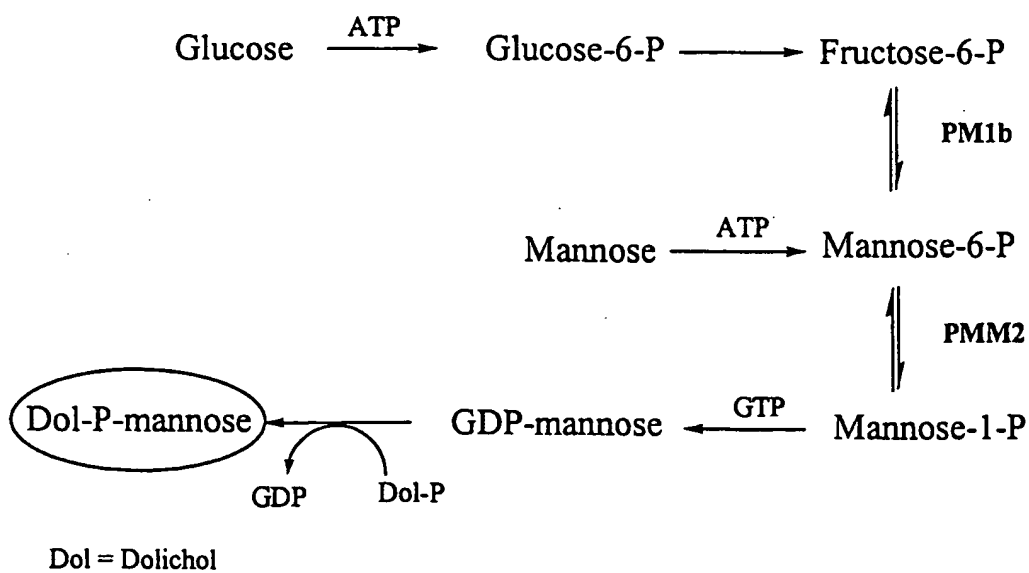 ATP
Glucose Glucose-6-P Fructose-6-P
PM1b
ATP
Mannose Mannose-6-P
PMM2
GTP
Dol-P-mannose GDP-mannose Mannose-1-P
GDP Dol-P
Dol = Dolichol